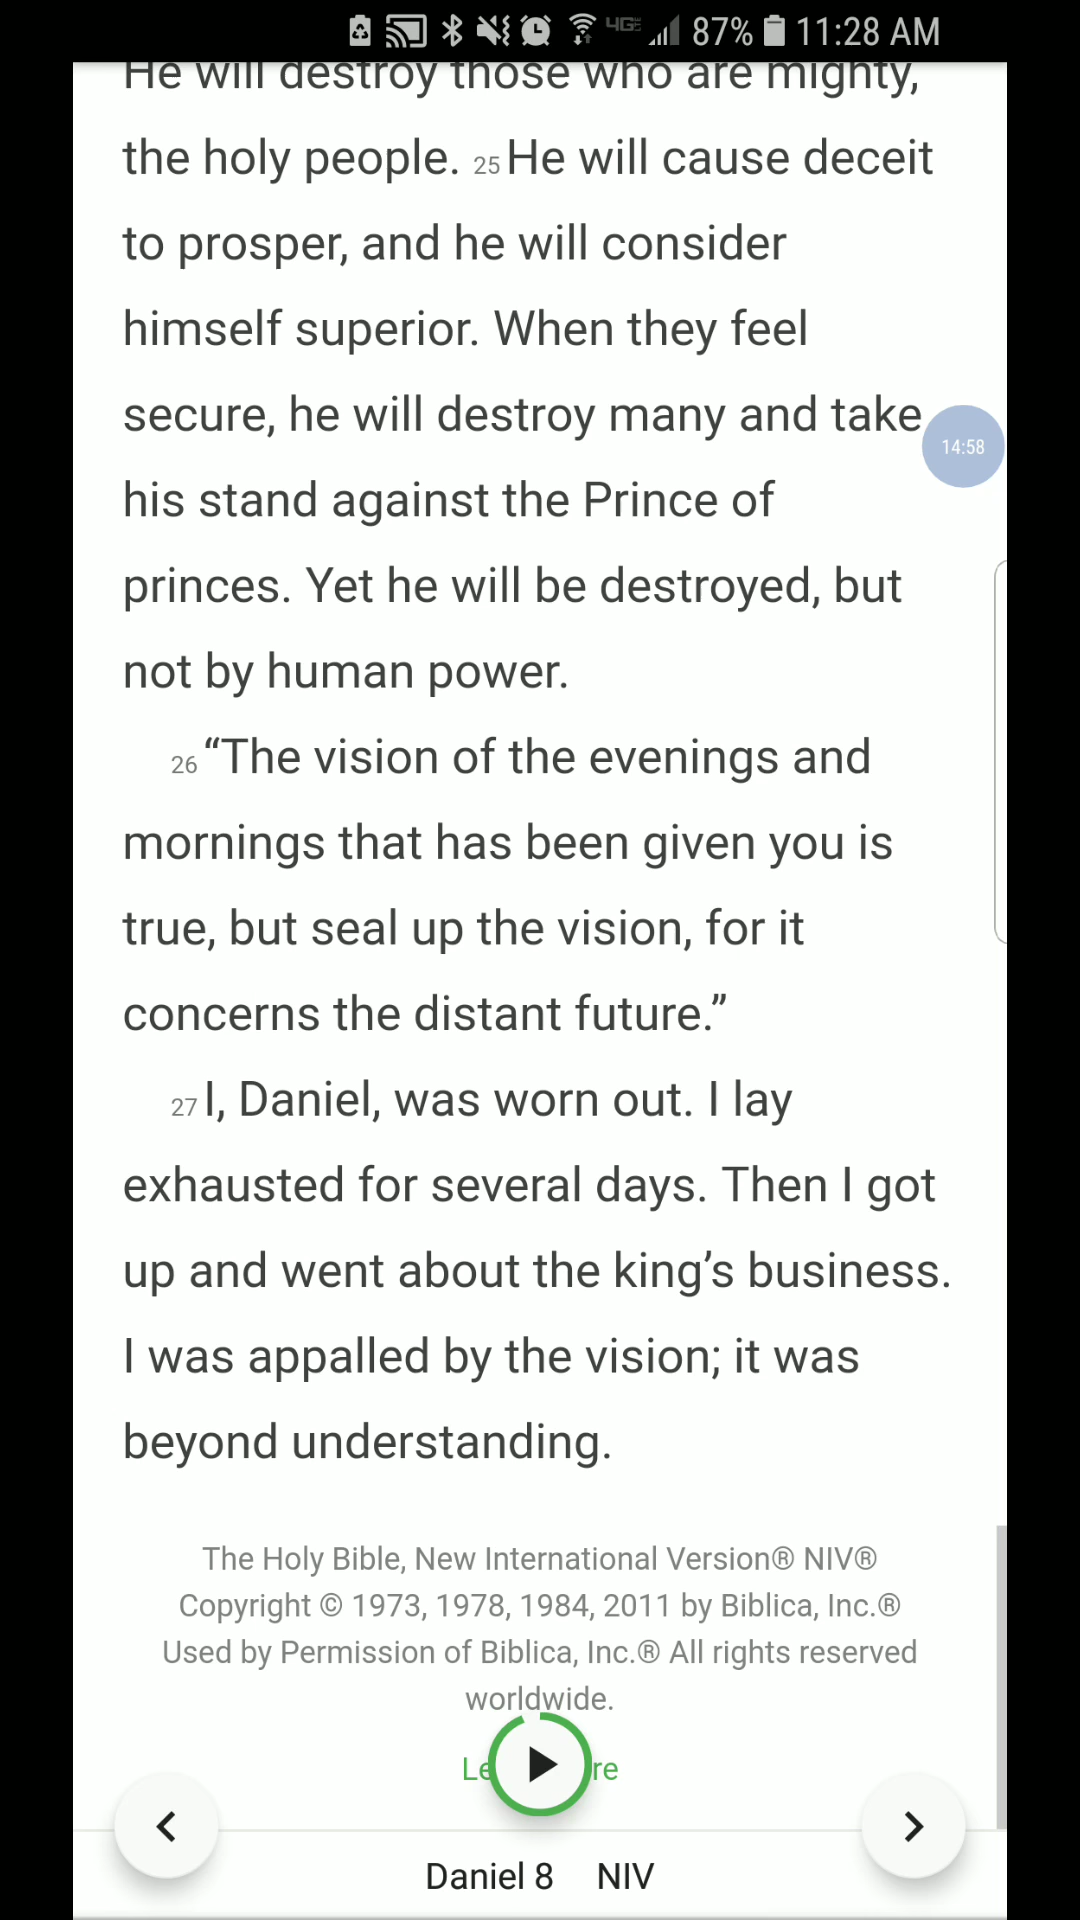 4G LTE 87% 11:28 AM
He will destroy those who are mighty,
the holy people. 25 He will cause deceit
to prosper, and he will consider
himself superior. When they feel
secure, he will destroy many and take
14:58
his stand against the Prince of
princes. Yet he will be destroyed, but
not by human power.
26 “The vision of the evenings and
mornings that has been given you is
true, but seal up the vision, for it
concerns the distant future.”
27 I, Daniel, was worn out. I lay
exhausted for several days. Then I got
up and went about the king’s business.
I was appalled by the vision; it was
beyond understanding.
The Holy Bible, New International Version® NIV®
Copyright © 1973, 1978, 1984, 2011 by Biblica, Inc.®
Used by Permission of Biblica, Inc.® All rights reserved
worldwide.
Daniel 8 NIV